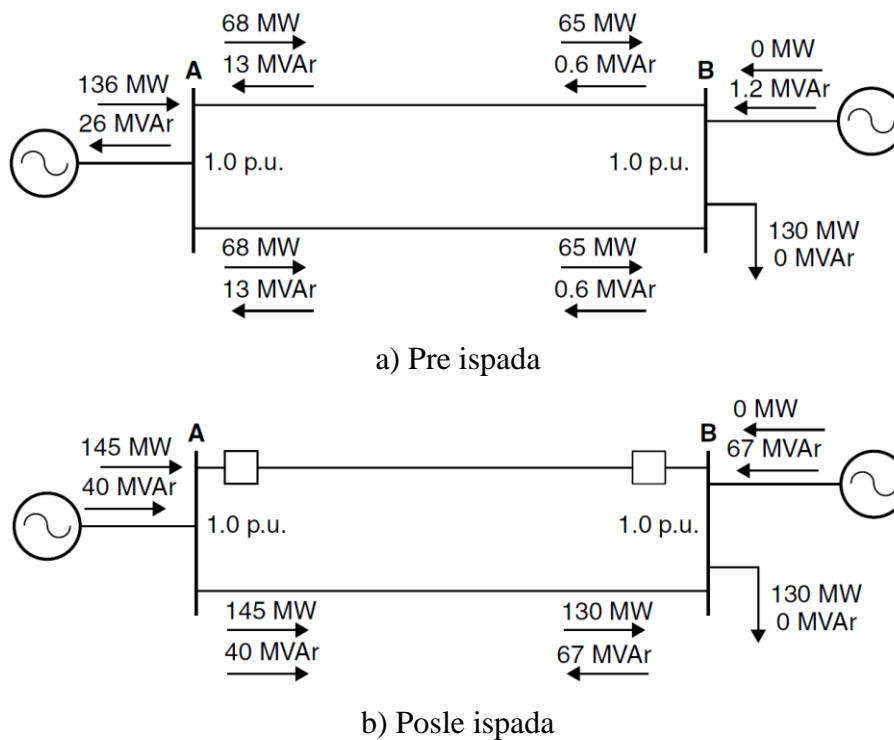 68 MW
65 MW
13 MVAr
A
0.6 MVAr
B
0 MW
1.2 MVAr
136 MW
26 MVAr
1.0 p.u.
1.0 p.u.
68 MW
13 MVAr
65 MW
0.6 MVAr
130 MW
0 MVAr
a) Pre ispada
A
B
0 MW
67 MVAr
145 MW
40 MVAr
1.0 p.u.
1.0 p.u.
145 MW
40 MVAr
130 MW
67 MVAr
130 MW
0 MVAr
b) Posle ispada